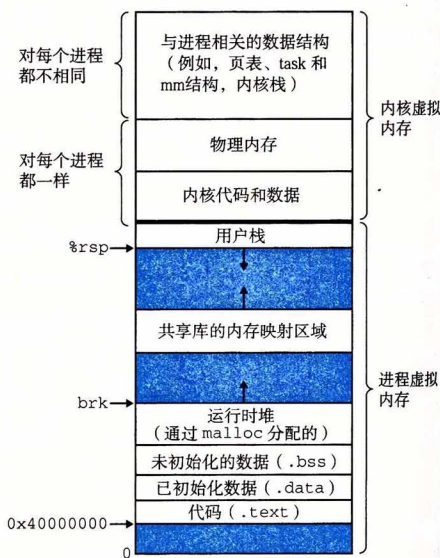 对每个进程
都不相同
与进程相关的数据结构
（例如，页表、task 和
mm结构，内核栈）
内核虚拟
内存
对每个进程
都一样
物理内存
内核代码和数据
用户栈
%rsp
共享库的内存映射区域
进程虚拟
内存
brk
运行时堆
（通过 malloc 分配的）
未初始化的数据（.bss）
已初始化数据（.data）
代码（.text）
0x40000000
0